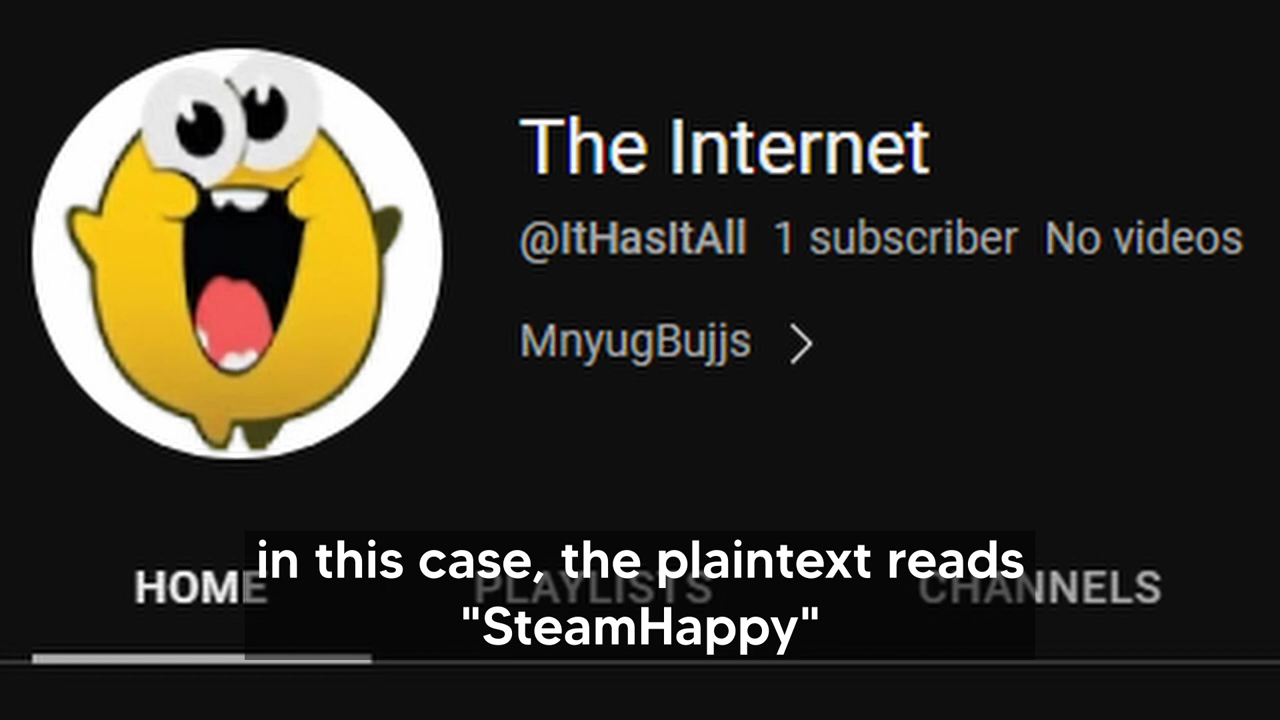 The Internet
@ItHasItAll 1 subscriber No videos
MnyugBujjs >
HOME PLAYLISTS CHANNELS
in this case, the plaintext reads
"SteamHappy"